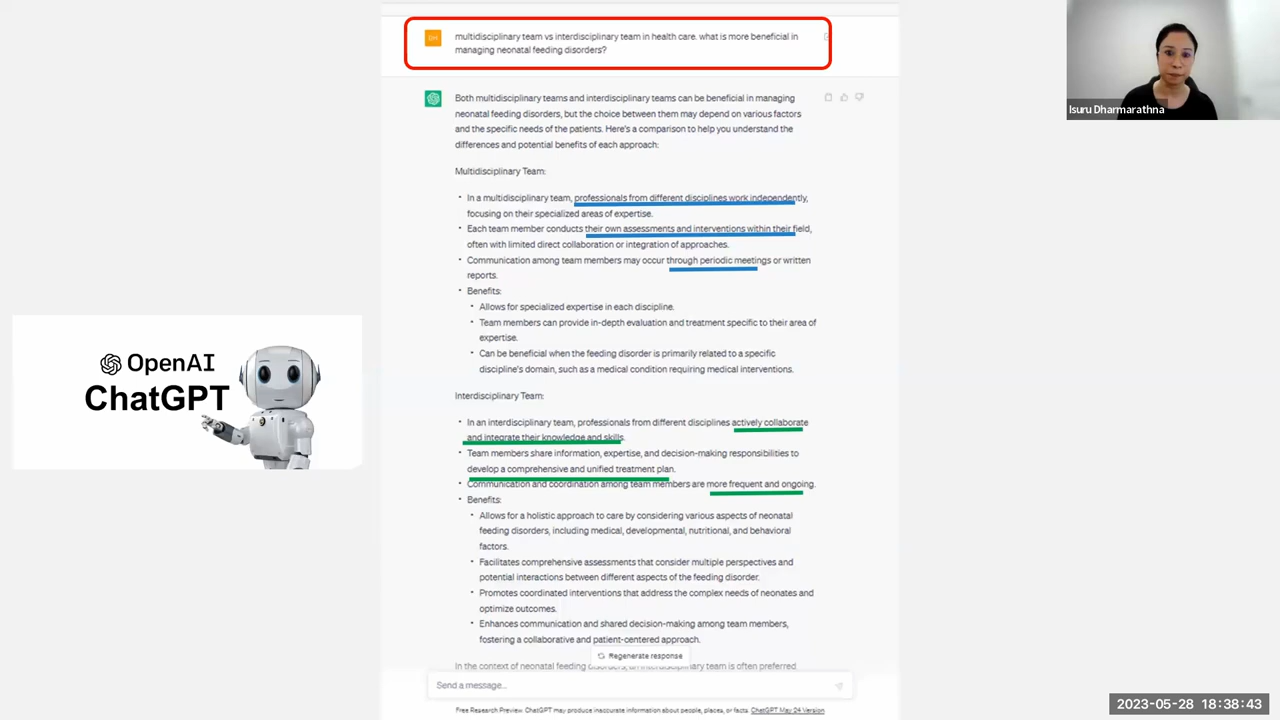 DH
multidisciplinary team vs interdisciplinary team in health care. what is more beneficial in
managing neonatal feeding disorders?
Isuru Dharmarathna
Both multidisciplinary teams and interdisciplinary teams can be beneficial in managing
neonatal feeding disorders, but the choice between them may depend on various factors
and the specific needs of the patients. Here's a comparison to help you understand the
differences and potential benefits of each approach:
Multidisciplinary Team:
• In a multidisciplinary team, professionals from different disciplines work independently,
focusing on their specialized areas of expertise.
• Each team member conducts their own assessments and interventions within their field,
often with limited direct collaboration or integration of approaches.
• Communication among team members may occur through periodic meetings or written
reports.
• Benefits:
• Allows for specialized expertise in each discipline.
• Team members can provide in-depth evaluation and treatment specific to their area of
expertise.
• Can be beneficial when the feeding disorder is primarily related to a specific
discipline's domain, such as a medical condition requiring medical interventions.
OpenAI
ChatGPT
Interdisciplinary Team:
• In an interdisciplinary team, professionals from different disciplines actively collaborate
and integrate their knowledge and skills.
• Team members share information, expertise, and decision-making responsibilities to
develop a comprehensive and unified treatment plan.
• Communication and coordination among team members are more frequent and ongoing.
• Benefits:
• Allows for a holistic approach to care by considering various aspects of neonatal
feeding disorders, including medical, developmental, nutritional, and behavioral
factors.
• Facilitates comprehensive assessments that consider multiple perspectives and
potential interactions between different aspects of the feeding disorder.
• Promotes coordinated interventions that address the complex needs of neonates and
optimize outcomes.
• Enhances communication and shared decision-making among team members,
fostering a collaborative and patient-centered approach.
Regenerate response
In the context of neonatal feeding disorders, an interdisciplinary team is often preferred
Send a message...
Free Research Preview. ChatGPT may produce inaccurate information about people, places, or facts. ChatGPT May 24 Version
2023-05-28 18:38:43